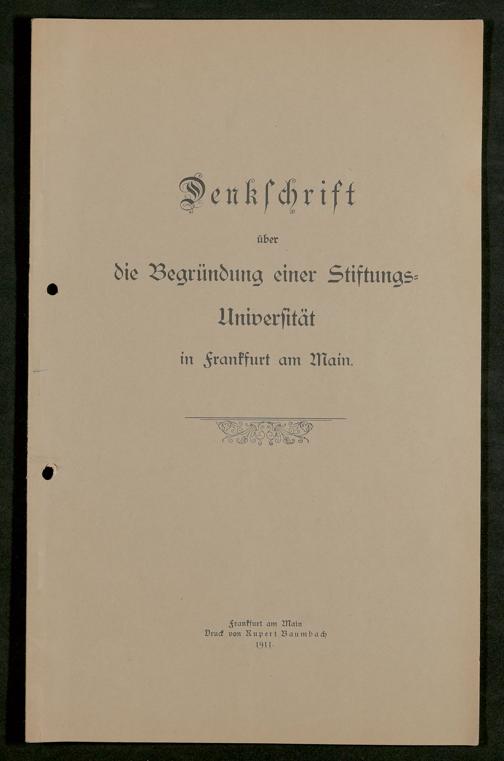 Denkſchrift
über
die Begründung einer Stiftungs⸗
Univerſität
in Frankfurt am Main.
Frankfurt am Main
Druck von Rupert Baumbach
1911.